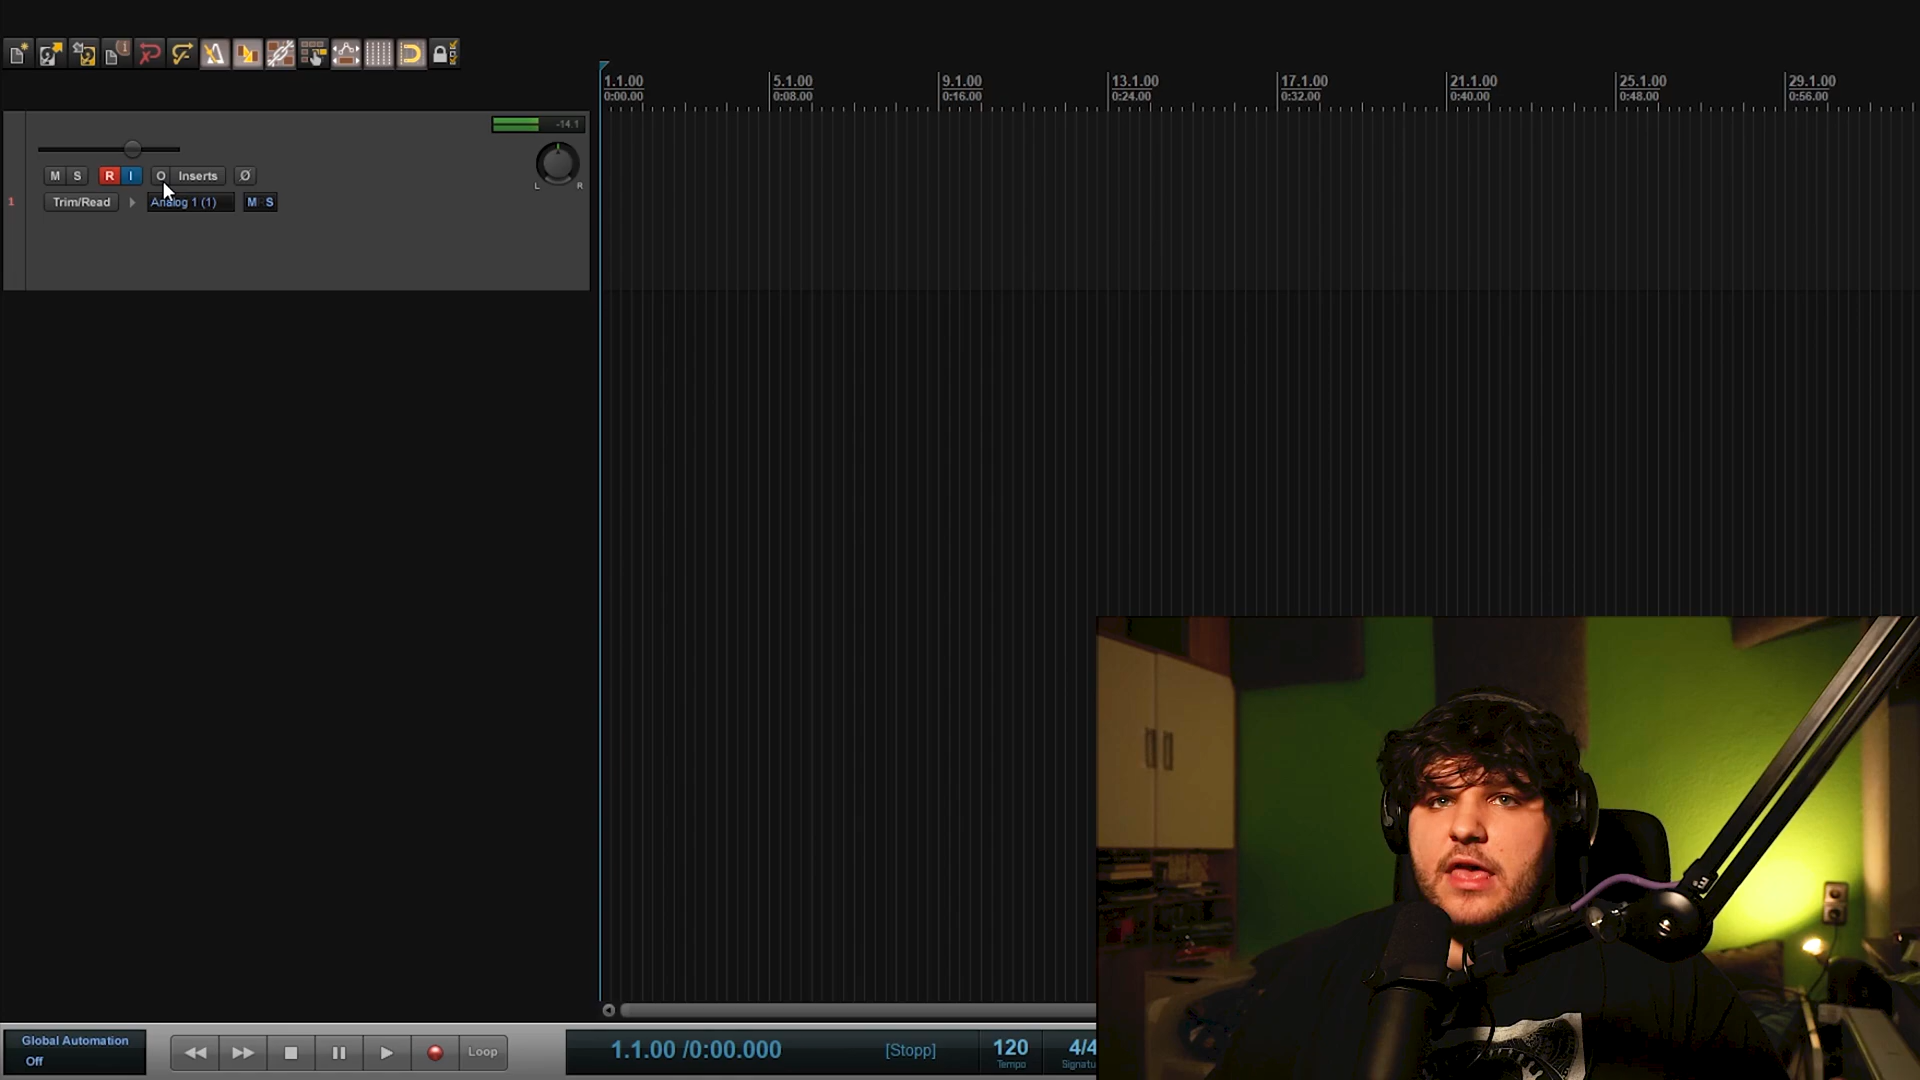 1.1.00 5.1.00 9.1.00 13.1.00 17.1.00 21.1.00 25.1.00 29.1.00
0:00.00 0:08.00 0:16.00 0:24.00 0:32.00 0:40.00 0:48.00 0:56.00
-14.1
M S R I O Inserts Ø
L R
1 Trim/Read Analog 1 (1) M S
Global Automation
Off
Loop
1.1.00 /0:00.000 [Stopp] 120 4/4
Tempo